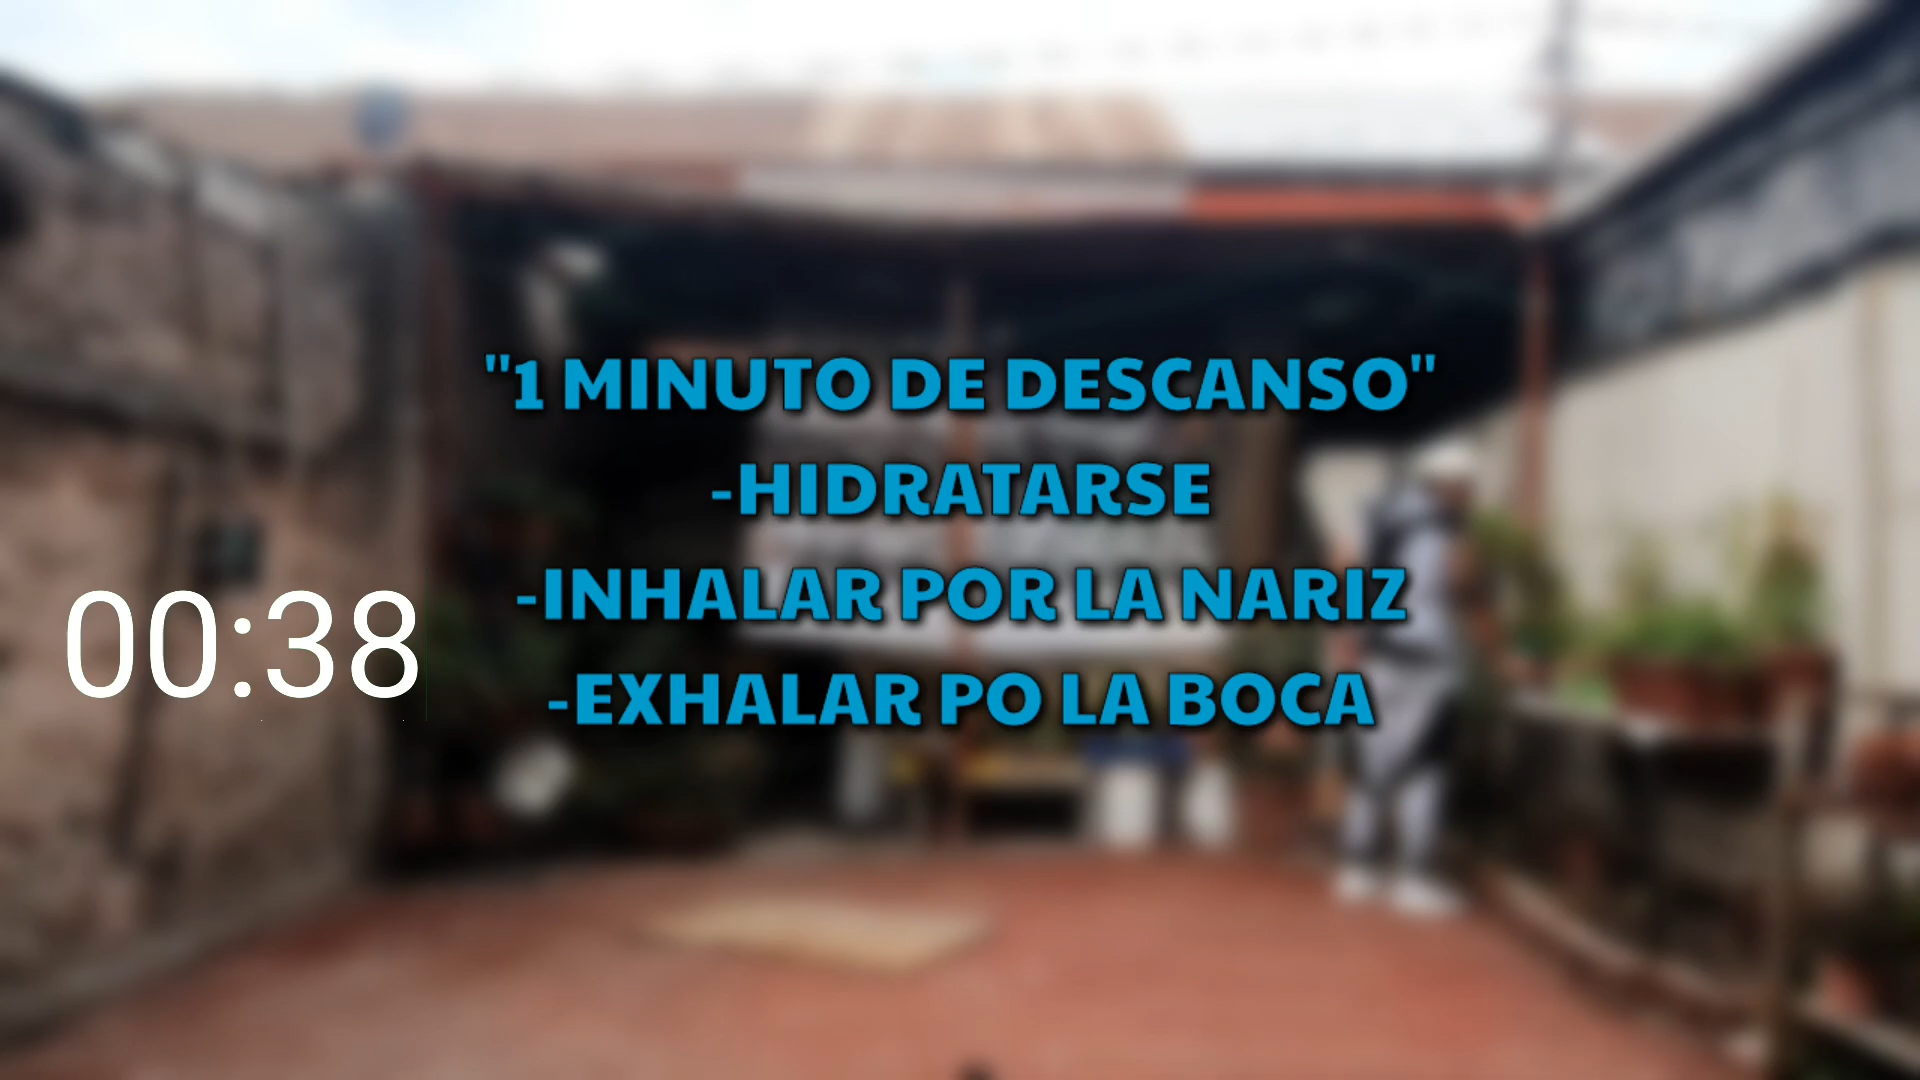 "1 MINUTO DE DESCANSO"
-HIDRATARSE
-INHALAR POR LA NARIZ
00:38
-EXHALAR PO LA BOCA